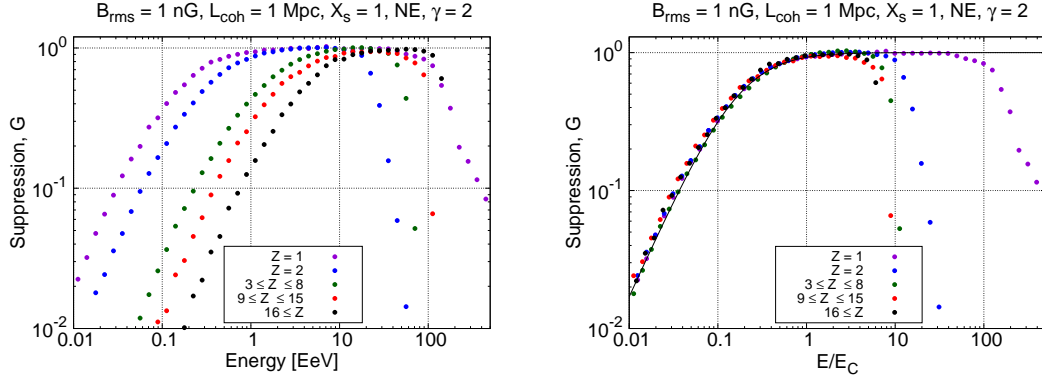 B_rms = 1 nG, L_coh = 1 Mpc, X_s = 1, NE, γ = 2
Suppression, G
10^0
10^-1
10^-2
Z = 1
Z = 2
3 ≤ Z ≤ 8
9 ≤ Z ≤ 15
16 ≤ Z
0.01 0.1 1 10 100
Energy [EeV]
B_rms = 1 nG, L_coh = 1 Mpc, X_s = 1, NE, γ = 2
Suppression, G
10^0
10^-1
10^-2
Z = 1
Z = 2
3 ≤ Z ≤ 8
9 ≤ Z ≤ 15
16 ≤ Z
0.01 0.1 1 10 100
E/E_C